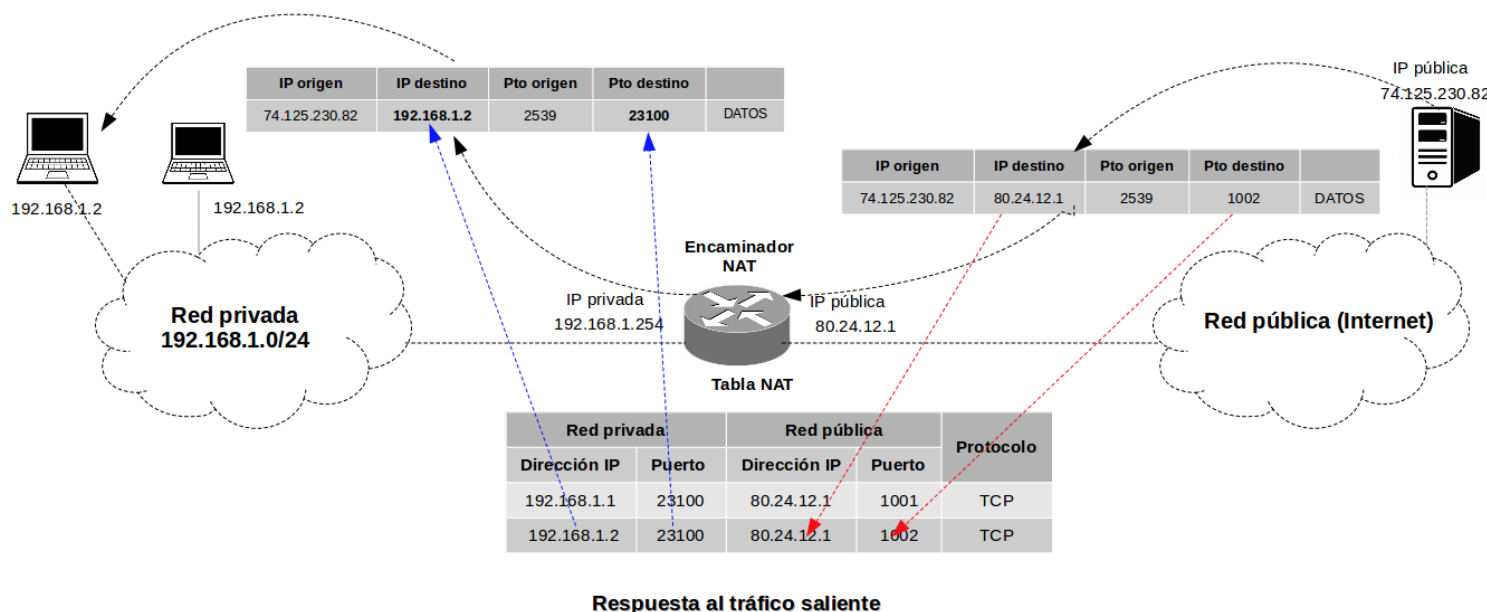 IP origen IP destino Pto origen Pto destino
74.125.230.82 192.168.1.2 2539 23100 DATOS
IP pública
74.125.230.82
IP origen IP destino Pto origen Pto destino
74.125.230.82 80.24.12.1 2539 1002 DATOS
192.168.1.2
192.168.1.2
Encaminador
NAT
IP privada
192.168.1.254
IP pública
80.24.12.1
Red privada
192.168.1.0/24
Red pública (Internet)
Tabla NAT
Red privada Red pública Protocolo
Dirección IP Puerto Dirección IP Puerto
192.168.1.1 23100 80.24.12.1 1001 TCP
192.168.1.2 23100 80.24.12.1 1002 TCP
Respuesta al tráfico saliente